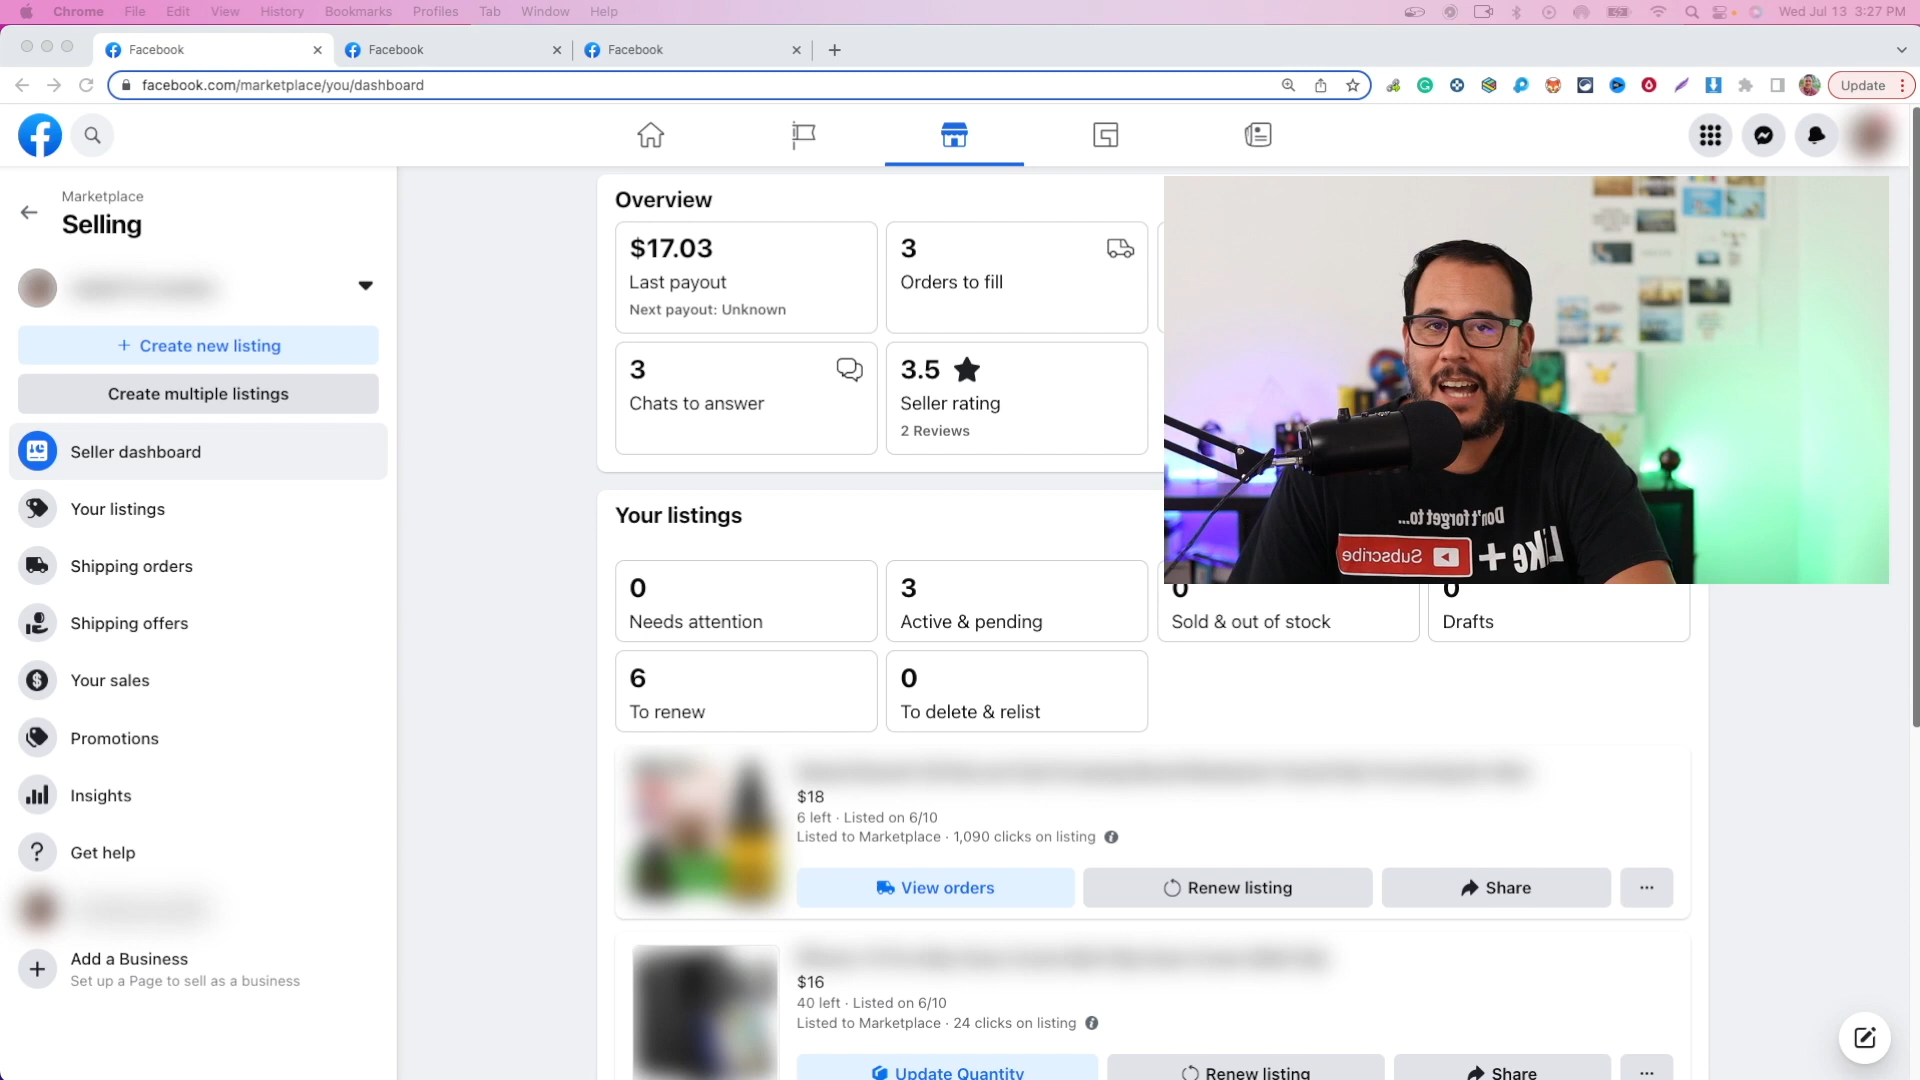 Chrome File Edit View History Bookmarks Profiles Tab Window Help Wed Jul 13 3:27 PM
Facebook Facebook Facebook
facebook.com/marketplace/you/dashboard Update
Marketplace
Selling
+ Create new listing
Create multiple listings
Seller dashboard
Your listings
Shipping orders
Shipping offers
Your sales
Promotions
Insights
Get help
Add a Business
Set up a Page to sell as a business
Overview
$17.03
Last payout
Next payout: Unknown
3
Orders to fill
3
Chats to answer
3.5
Seller rating
2 Reviews
Don't forget to...
Like +
Subscribe
Your listings
0
Needs attention
3
Active & pending
0
Sold & out of stock
0
Drafts
6
To renew
0
To delete & relist
$18
6 left · Listed on 6/10
Listed to Marketplace · 1,090 clicks on listing
View orders Renew listing Share ...
$16
40 left · Listed on 6/10
Listed to Marketplace · 24 clicks on listing
Update Quantity Renew listing Share ...